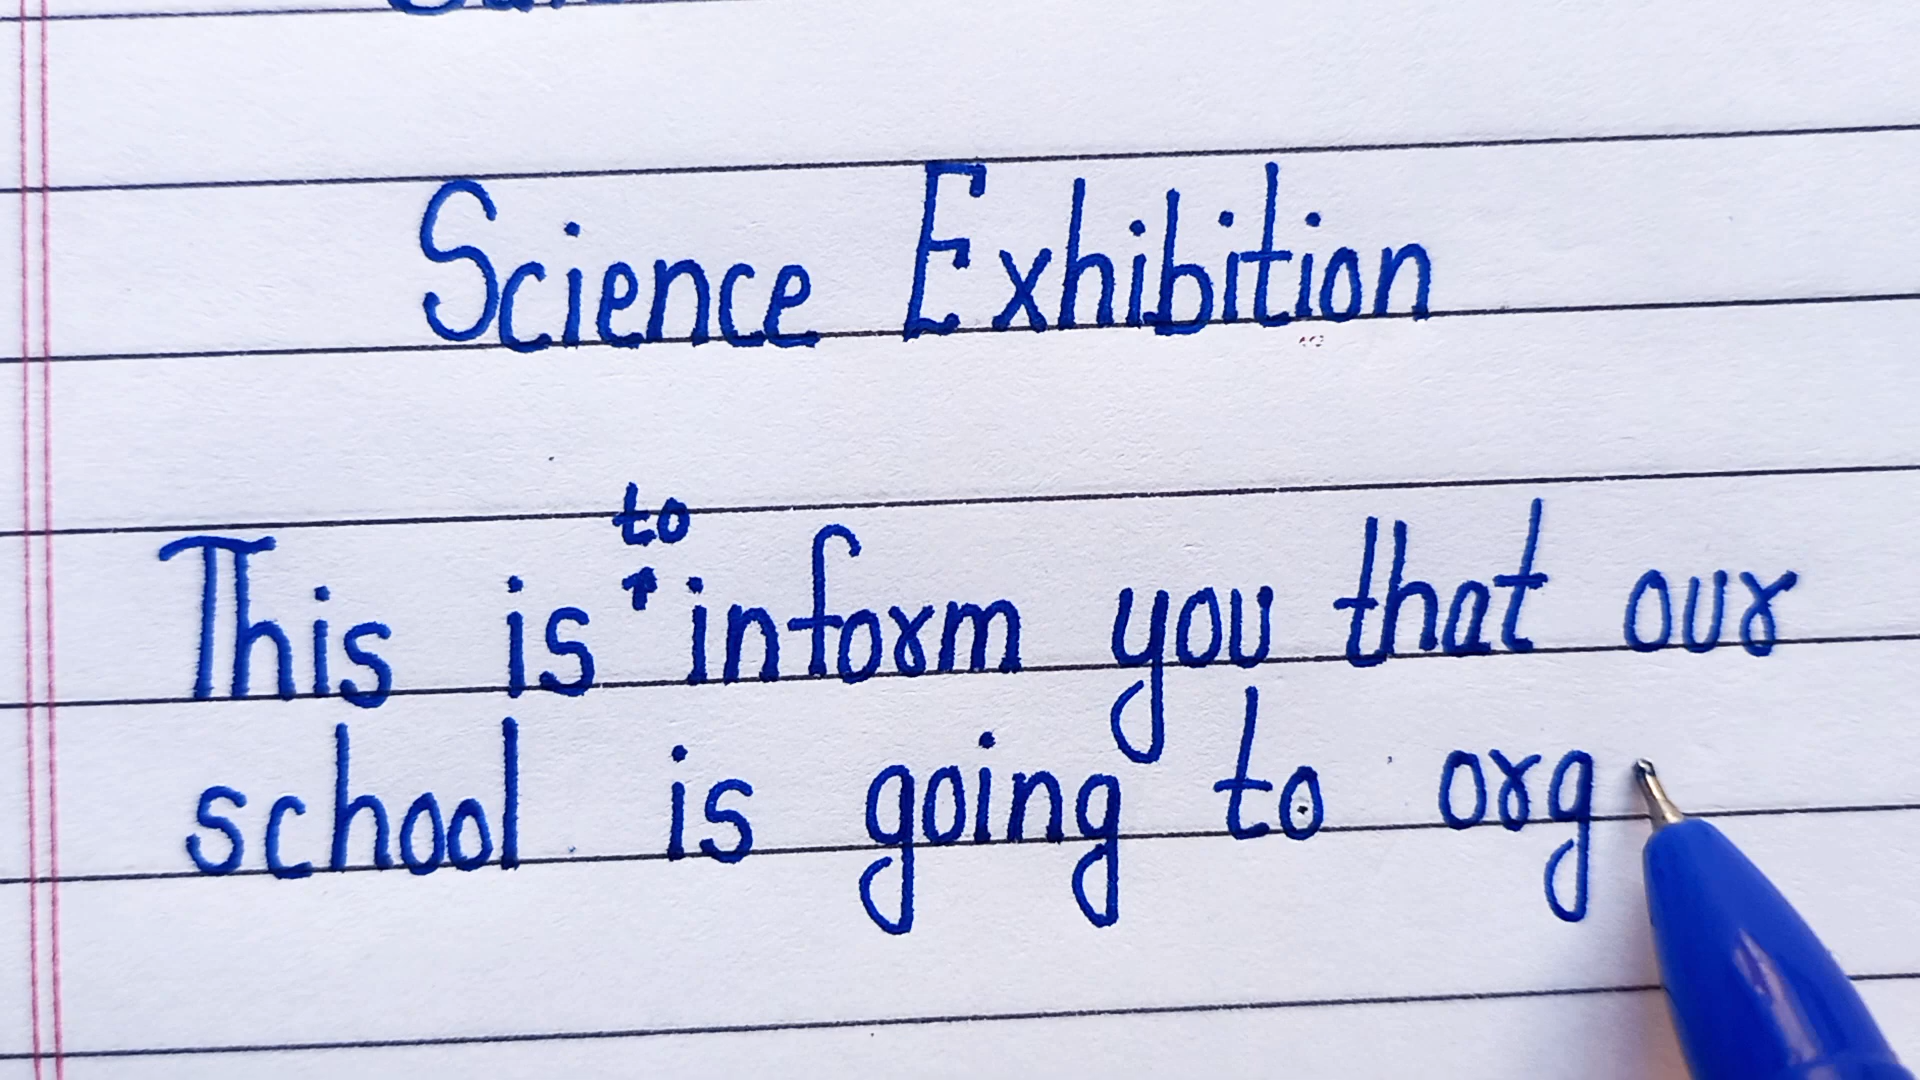 Science Exhibition
This is to inform you that our
school is going to org